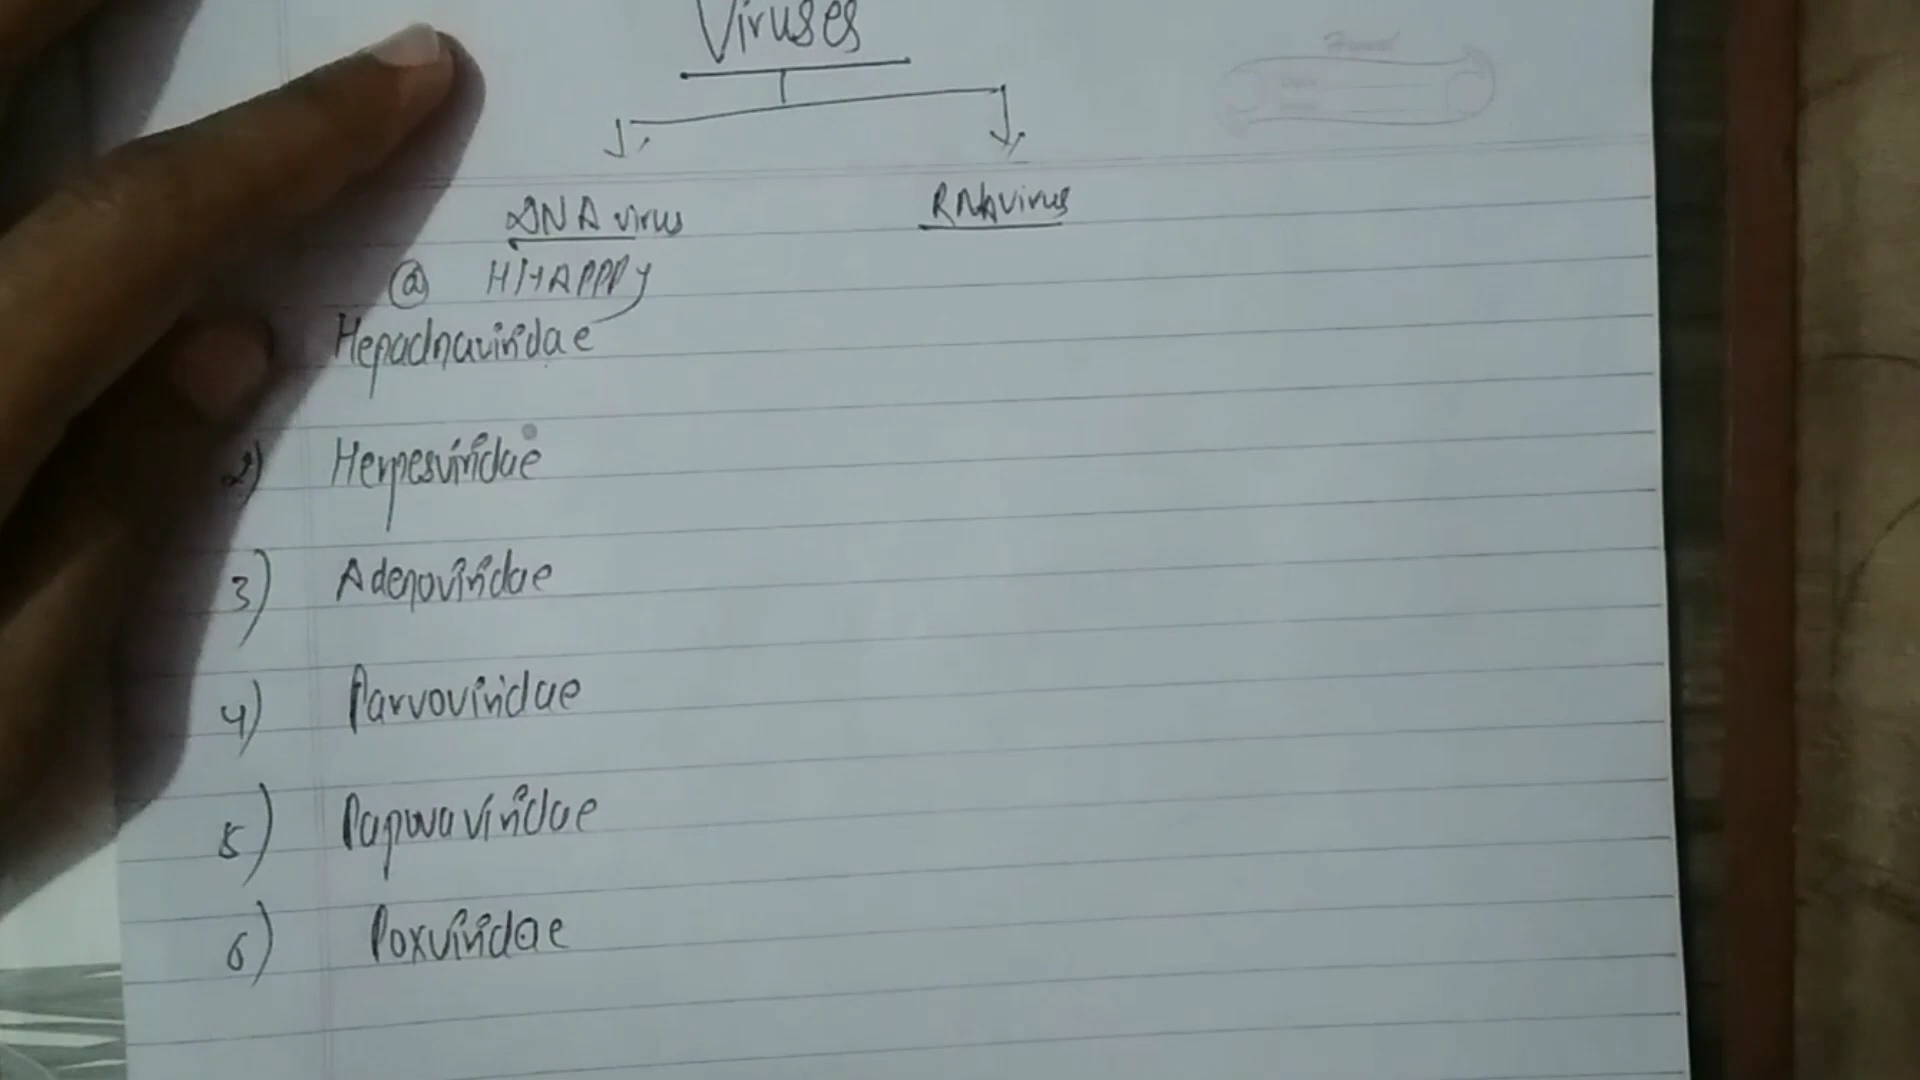 Viruses
DNA virus RNA virus
a HHAPPPy
Hepadnaviridae
2) Herpesviridae
3) Adenoviridae
4) Parvoviridae
5) Papovaviridae
6) Poxviridae